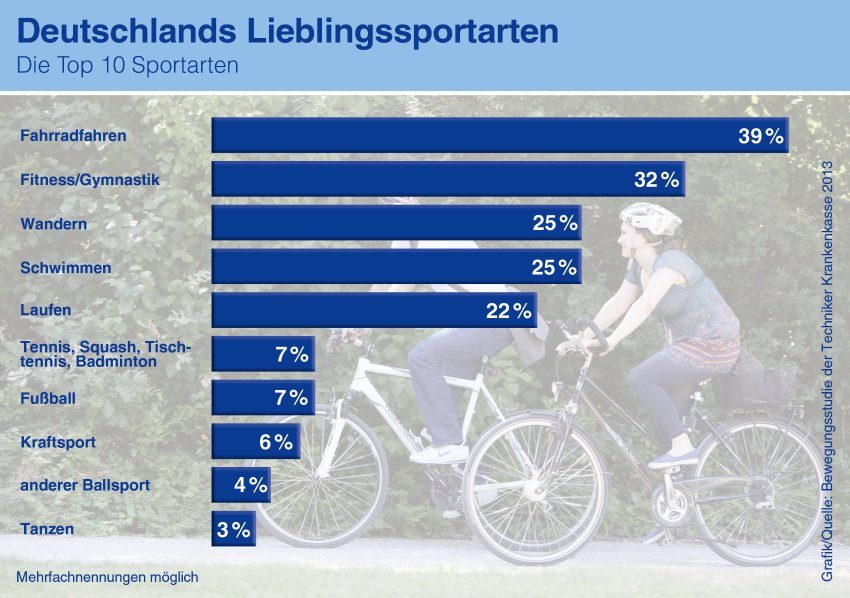 Deutschlands Lieblingssportarten
Die Top 10 Sportarten
Fahrradfahren 39 %
Fitness/Gymnastik 32 %
Wandern 25 %
Schwimmen 25 %
Laufen 22 %
Tennis, Squash, Tisch-
tennis, Badminton 7 %
Fußball 7 %
Kraftsport 6 %
anderer Ballsport 4 %
Tanzen 3 %
Mehrfachnennungen möglich
Grafik/Quelle: Bewegungsstudie der Techniker Krankenkasse 2013